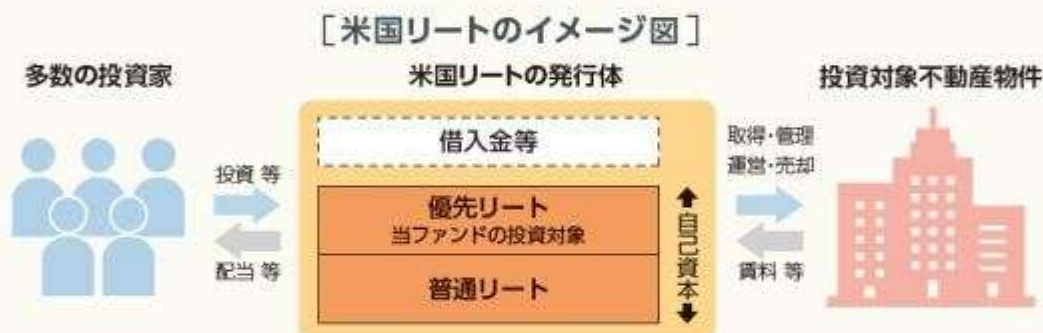 ［米国リートのイメージ図］
多数の投資家
米国リートの発行体
投資対象不動産物件
借入金等
投資 等
配当 等
優先リート
当ファンドの投資対象
普通リート
自己資本
取得・管理
運営・売却
賃料 等